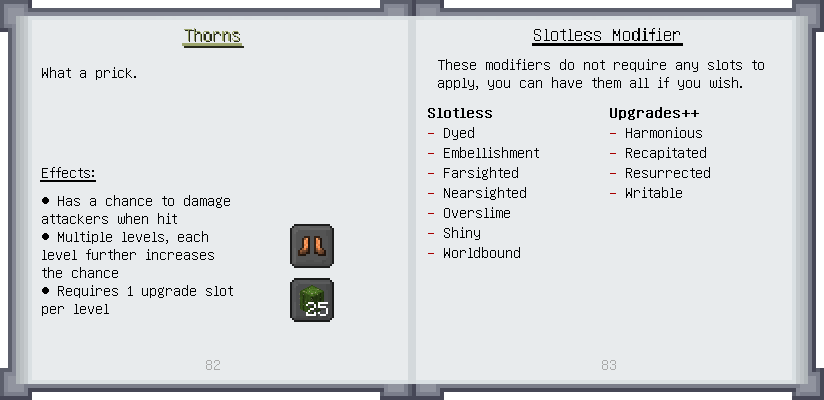 Thorns
What a prick.
Effects:
● Has a chance to damage
attackers when hit
● Multiple levels, each
level further increases
the chance
● Requires 1 upgrade slot
per level
25
82
Slotless Modifier
These modifiers do not require any slots to
apply, you can have them all if you wish.
Slotless
- Dyed
- Embellishment
- Farsighted
- Nearsighted
- Overslime
- Shiny
- Worldbound
Upgrades++
- Harmonious
- Recapitated
- Resurrected
- Writable
83